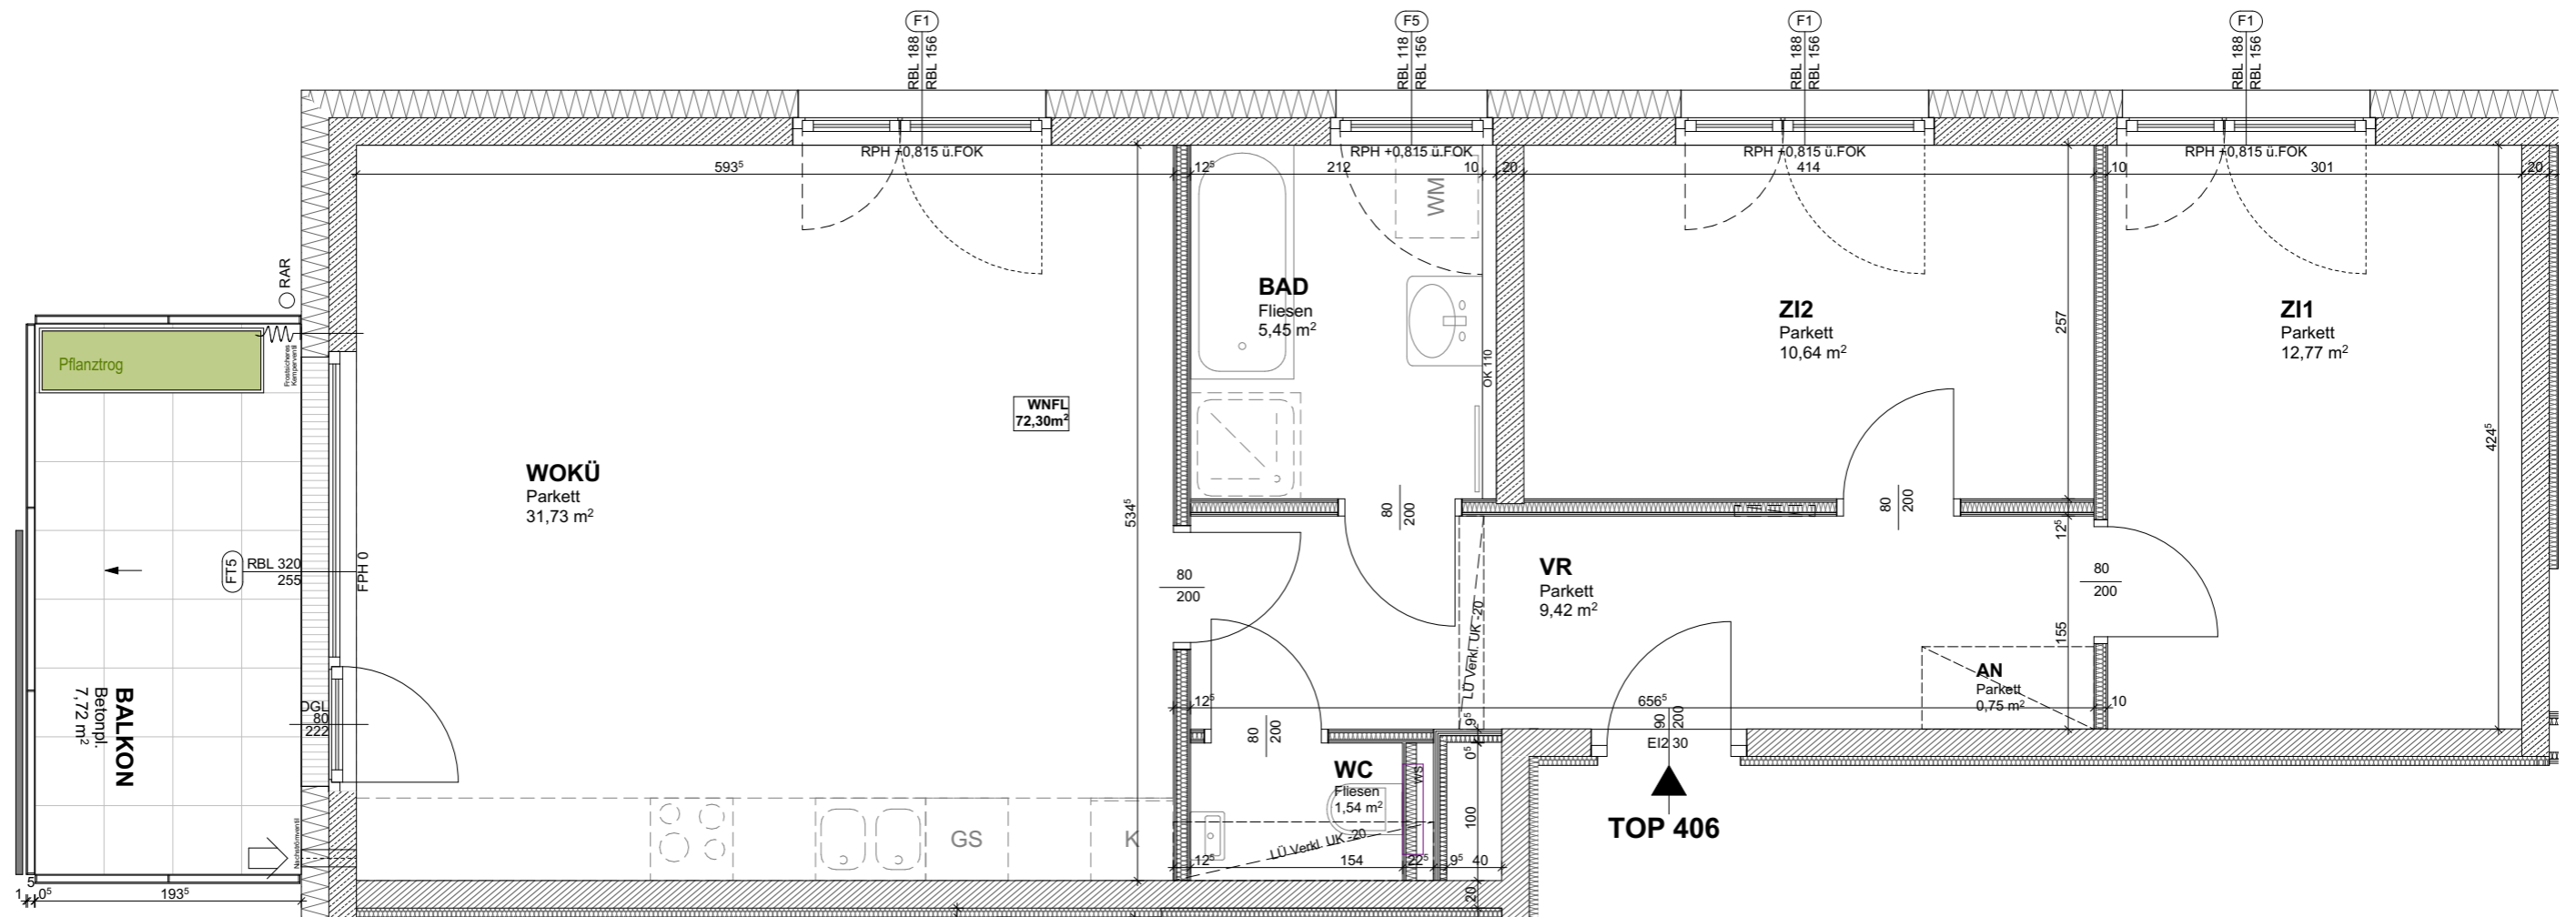 F1
F5
F1
F1
RBL 188
RBL 156
RBL 118
RBL 156
RBL 188
RBL 156
RBL 188
RBL 156
RPH +0,815 ü.FOK
RPH +0,815 ü.FOK
RPH +0,815 ü.FOK
RPH +0,815 ü.FOK
593⁵
12⁵
212
10
20
414
10
301
20
WM
RAR
BAD
Fliesen
5,45 m²
ZI2
Parkett
10,64 m²
ZI1
Parkett
12,77 m²
257
Pflanztrog
Frostsicheres
Kemperventil
OK 110
WNFL
72,30m²
424⁵
WOKÜ
Parkett
31,73 m²
534⁵
80
200
80
200
12⁵
FT5
RBL 320
255
FPH 0
80
200
VR
Parkett
9,42 m²
80
200
LÜ Verkl. UK -20
155
AN
Parkett
0,75 m²
BALKON
Betonpl.
7,72 m²
OGL
80
222
12⁵
656⁵
10
9⁵
90
200
EI2 30
80
200
0⁵
WC
Fliesen
1,54 m²
WS
100
TOP 406
GS
K
LÜ Verkl. UK -20
Nachströmventil
12⁵
154
22⁵
9⁵
40
20
5
1
0⁵
193⁵